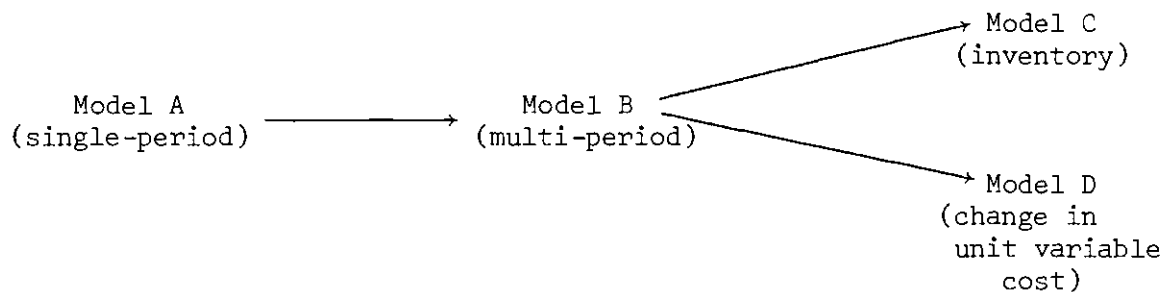 Model A
(single-period)
Model B
(multi-period)
Model C
(inventory)
Model D
(change in
unit variable
cost)